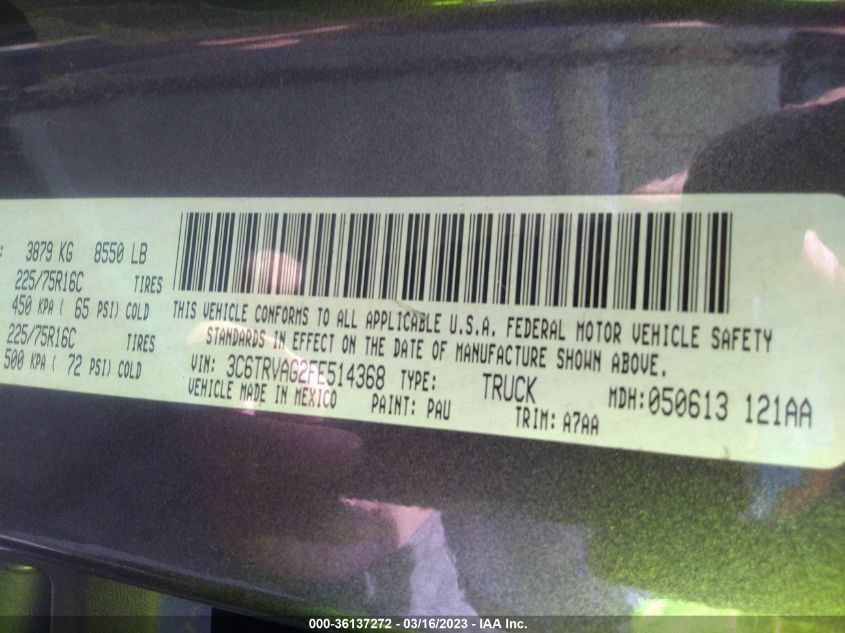 : 3879 KG 8550 LB
225/75R16C TIRES
450 KPA ( 65 PSI) COLD
225/75R16C TIRES
500 KPA ( 72 PSI) COLD
THIS VEHICLE CONFORMS TO ALL APPLICABLE U.S.A. FEDERAL MOTOR VEHICLE SAFETY
STANDARDS IN EFFECT ON THE DATE OF MANUFACTURE SHOWN ABOVE.
VIN: 3C6TRVAG2FE514368 TYPE: TRUCK MDH:050613 121AA
VEHICLE MADE IN MEXICO PAINT: PAU TRIM: A7AA
000-36137272 - 03/16/2023 - IAA Inc.